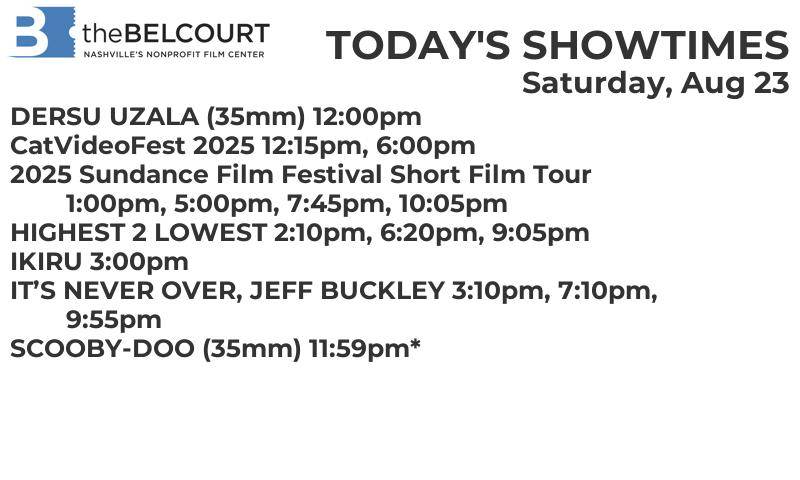 B theBELCOURT
NASHVILLE'S NONPROFIT FILM CENTER
TODAY'S SHOWTIMES
Saturday, Aug 23
DERSU UZALA (35mm) 12:00pm
CatVideoFest 2025 12:15pm, 6:00pm
2025 Sundance Film Festival Short Film Tour
1:00pm, 5:00pm, 7:45pm, 10:05pm
HIGHEST 2 LOWEST 2:10pm, 6:20pm, 9:05pm
IKIRU 3:00pm
IT’S NEVER OVER, JEFF BUCKLEY 3:10pm, 7:10pm,
9:55pm
SCOOBY-DOO (35mm) 11:59pm*